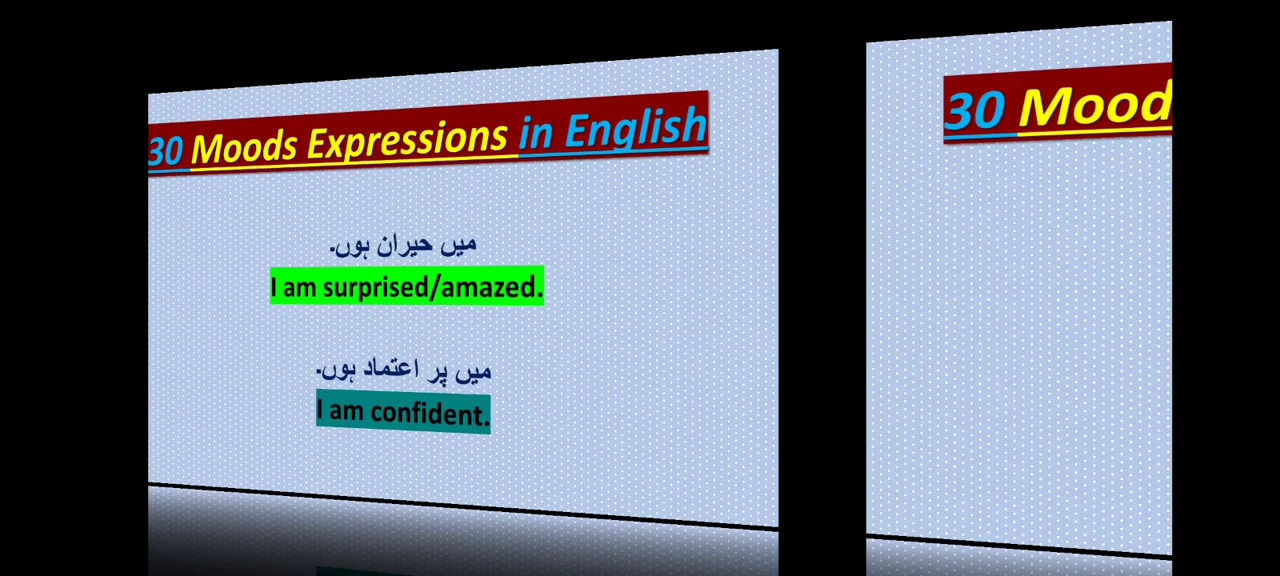 30 Moods Expressions in English
میں حیران ہوں۔
I am surprised/amazed.
میں پر اعتماد ہوں۔
I am confident.
30 Mood